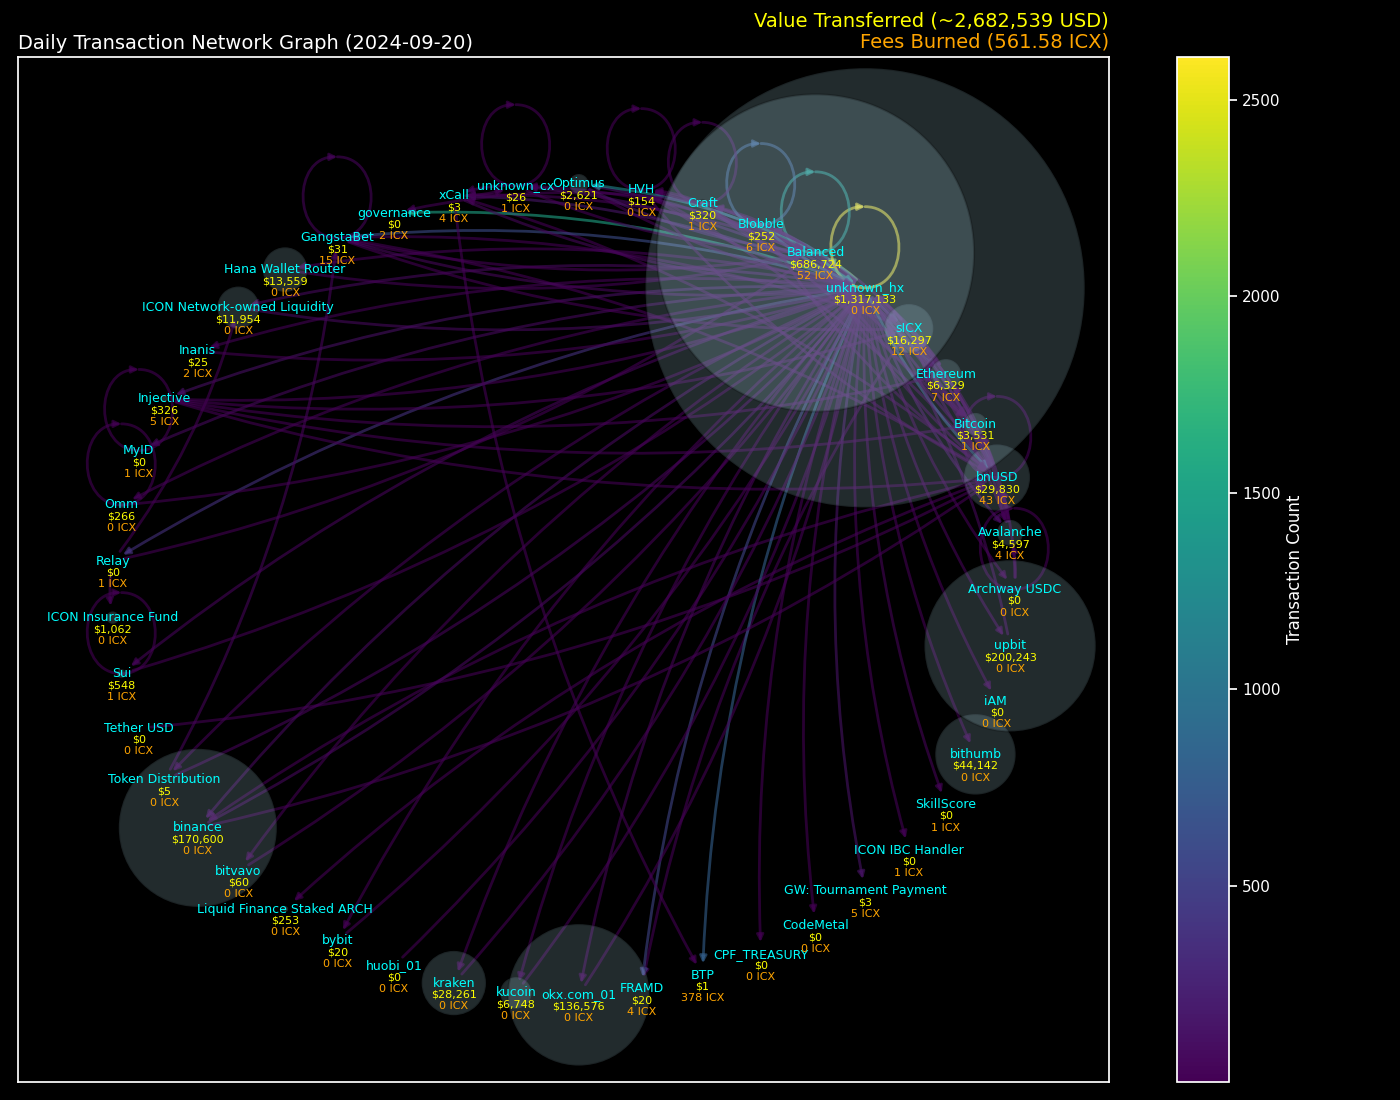 Value Transferred (~2,682,539 USD)
Daily Transaction Network Graph (2024-09-20)
Fees Burned (561.58 ICX)
unknown_cx
$26
1 ICX
Optimus
$2,621
0 ICX
HVH
$154
0 ICX
xCall
$3
4 ICX
Craft
$320
1 ICX
governance
$0
2 ICX
Blobble
$252
6 ICX
GangstaBet
$31
15 ICX
Balanced
$686,724
52 ICX
Hana Wallet Router
$13,559
0 ICX
unknown_hx
$1,317,133
0 ICX
ICON Network-owned Liquidity
$11,954
0 ICX
sICX
$16,297
12 ICX
Inanis
$25
2 ICX
Ethereum
$6,329
7 ICX
Injective
$326
5 ICX
Bitcoin
$3,531
1 ICX
MyID
$0
1 ICX
bnUSD
$29,830
43 ICX
Omm
$266
0 ICX
Avalanche
$4,597
4 ICX
Relay
$0
1 ICX
Archway USDC
$0
0 ICX
ICON Insurance Fund
$1,062
0 ICX
upbit
$200,243
0 ICX
Sui
$548
1 ICX
iAM
$0
0 ICX
Tether USD
$0
0 ICX
bithumb
$44,142
0 ICX
Token Distribution
$5
0 ICX
SkillScore
$0
1 ICX
binance
$170,600
0 ICX
ICON IBC Handler
$0
1 ICX
bitvavo
$60
0 ICX
GW: Tournament Payment
$3
5 ICX
Liquid Finance Staked ARCH
$253
0 ICX
CodeMetal
$0
0 ICX
bybit
$20
0 ICX
CPF_TREASURY
$0
0 ICX
huobi_01
$0
0 ICX
BTP
$1
378 ICX
kraken
$28,261
0 ICX
kucoin
$6,748
0 ICX
okx.com_01
$136,576
0 ICX
FRAMD
$20
4 ICX
2500
2000
1500
1000
500
Transaction Count